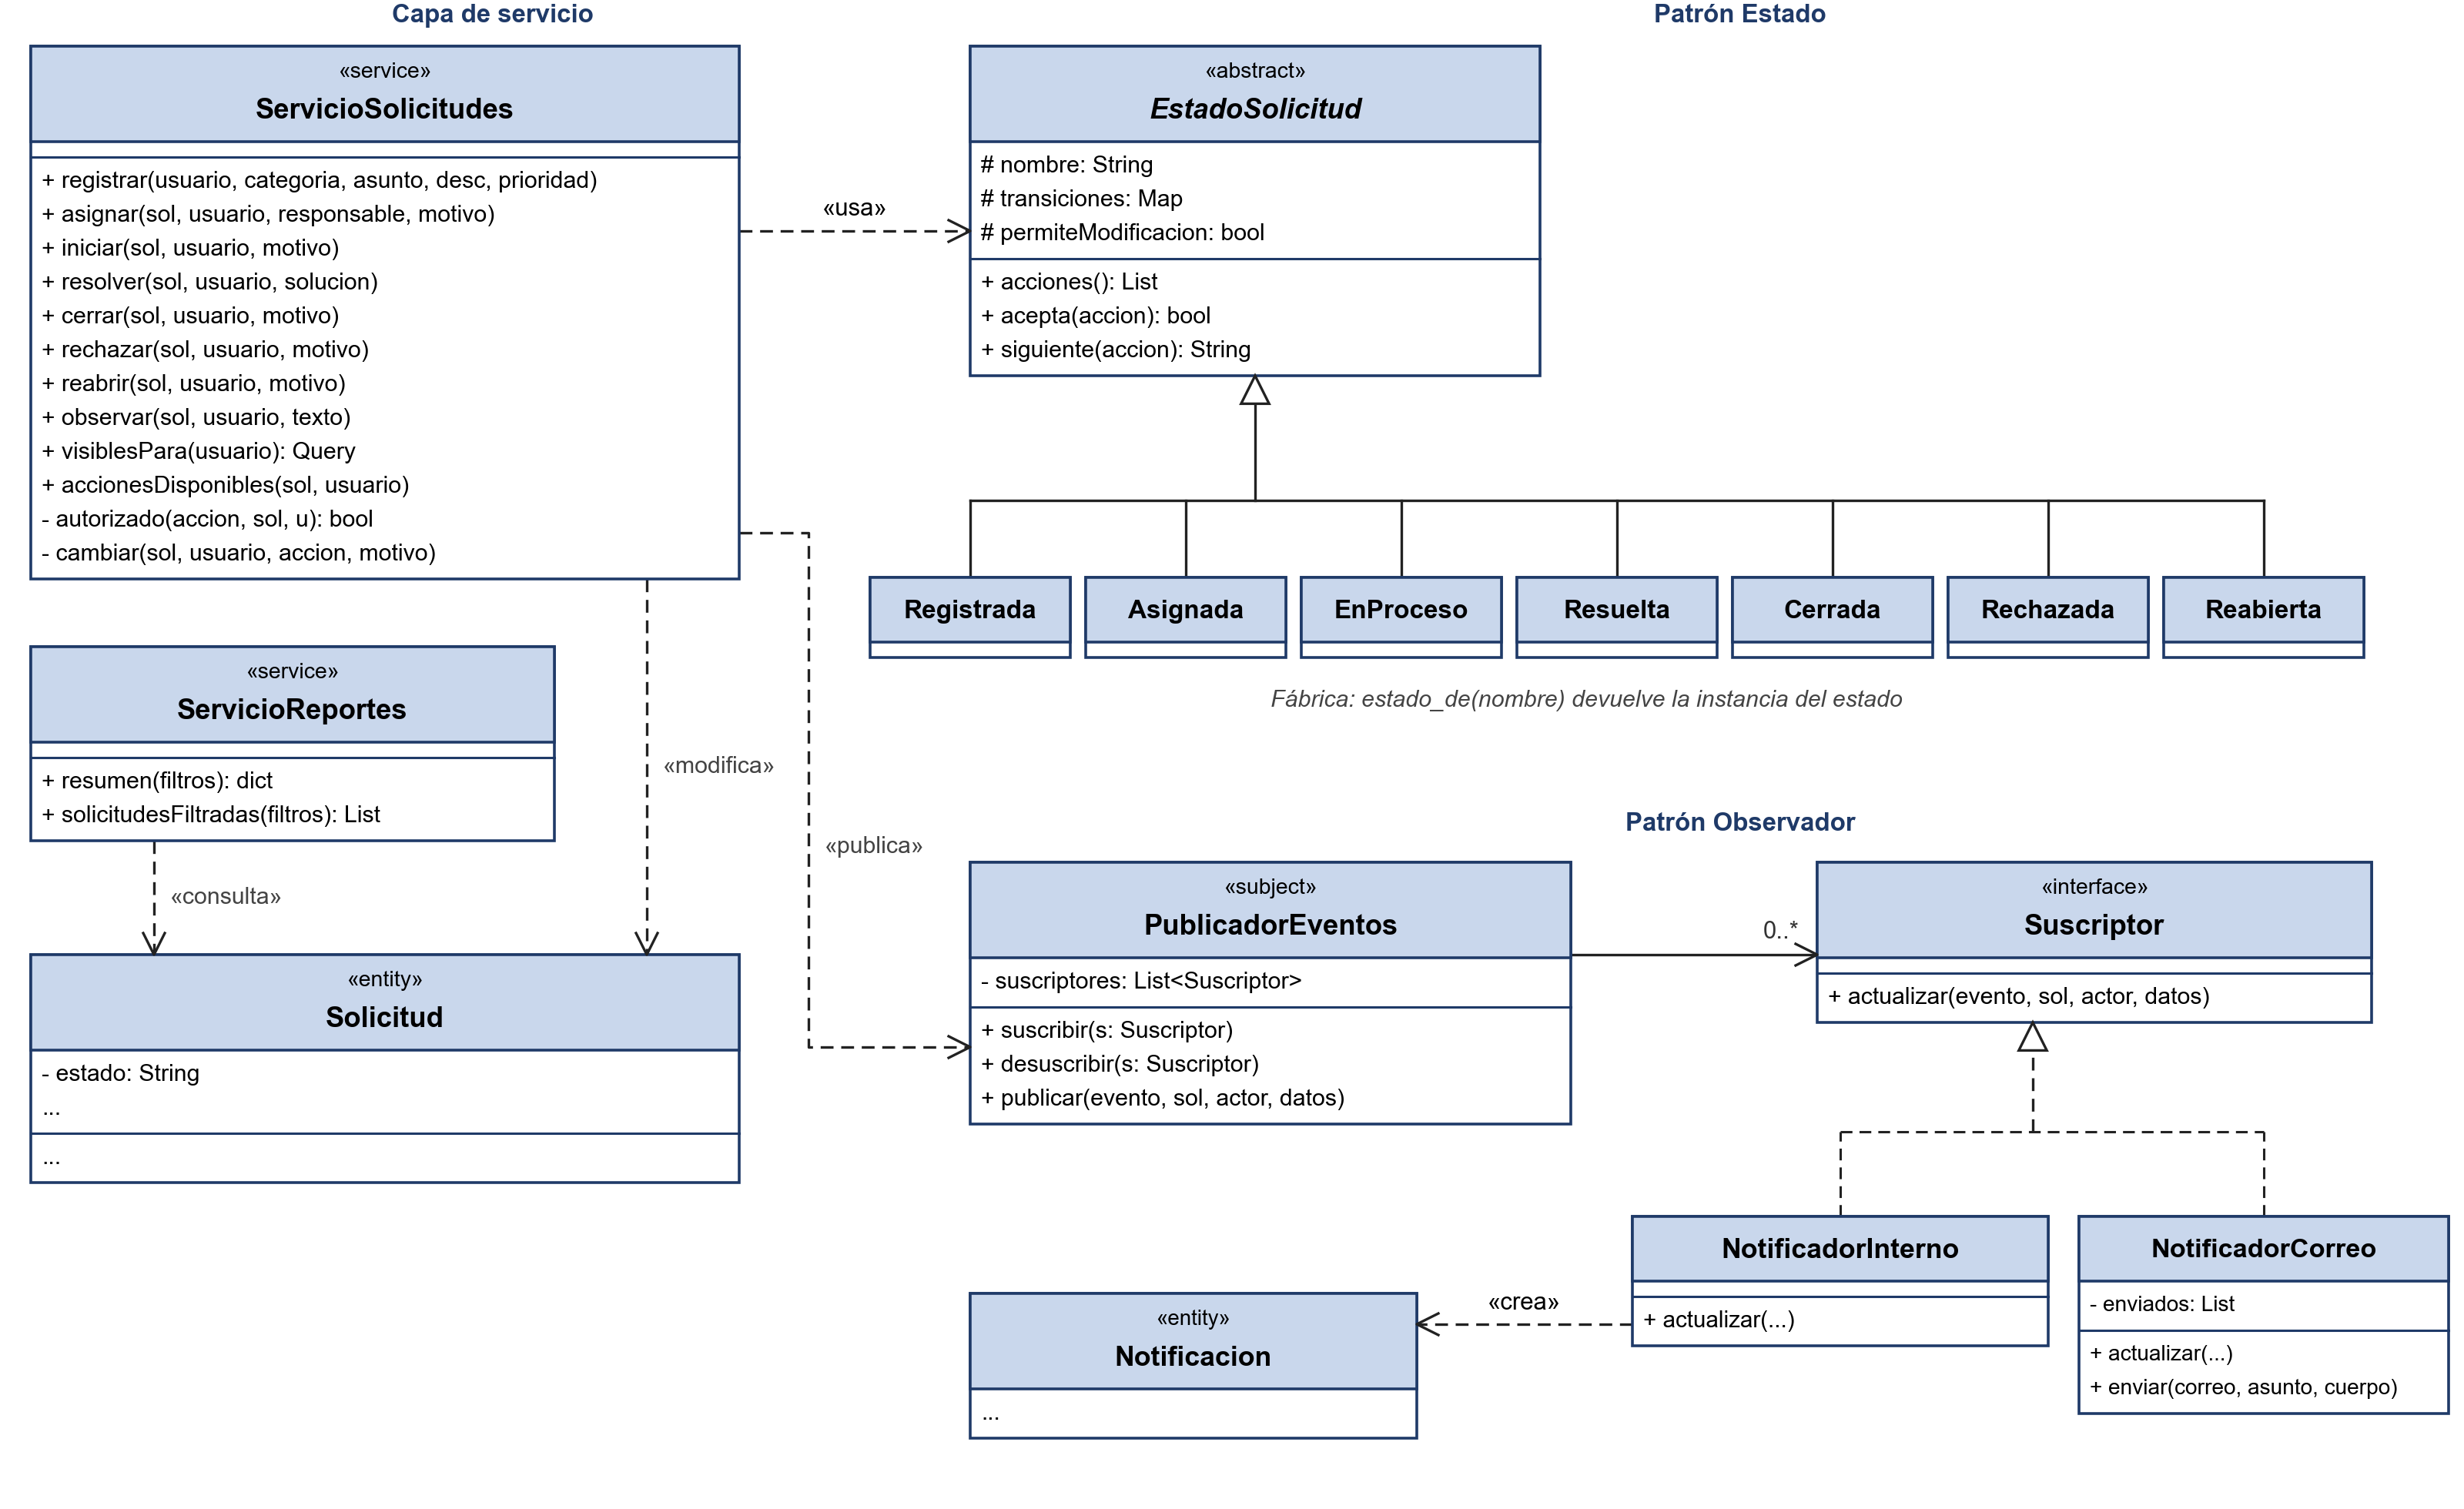 Capa de servicio
«service»
ServicioSolicitudes
+ registrar(usuario, categoria, asunto, desc, prioridad)
+ asignar(sol, usuario, responsable, motivo)
+ iniciar(sol, usuario, motivo)
+ resolver(sol, usuario, solucion)
+ cerrar(sol, usuario, motivo)
+ rechazar(sol, usuario, motivo)
+ reabrir(sol, usuario, motivo)
+ observar(sol, usuario, texto)
+ visiblesPara(usuario): Query
+ accionesDisponibles(sol, usuario)
- autorizado(accion, sol, u): bool
- cambiar(sol, usuario, accion, motivo)
«usa»
Patrón Estado
«abstract»
EstadoSolicitud
# nombre: String
# transiciones: Map
# permiteModificacion: bool
+ acciones(): List
+ acepta(accion): bool
+ siguiente(accion): String
Registrada
Asignada
EnProceso
Resuelta
Cerrada
Rechazada
Reabierta
Fábrica: estado_de(nombre) devuelve la instancia del estado
«service»
ServicioReportes
+ resumen(filtros): dict
+ solicitudesFiltradas(filtros): List
«modifica»
«publica»
«consulta»
«entity»
Solicitud
- estado: String
...
...
Patrón Observador
«subject»
PublicadorEventos
- suscriptores: List<Suscriptor>
+ suscribir(s: Suscriptor)
+ desuscribir(s: Suscriptor)
+ publicar(evento, sol, actor, datos)
0..*
«interface»
Suscriptor
+ actualizar(evento, sol, actor, datos)
NotificadorInterno
+ actualizar(...)
NotificadorCorreo
- enviados: List
+ actualizar(...)
+ enviar(correo, asunto, cuerpo)
«crea»
«entity»
Notificacion
...